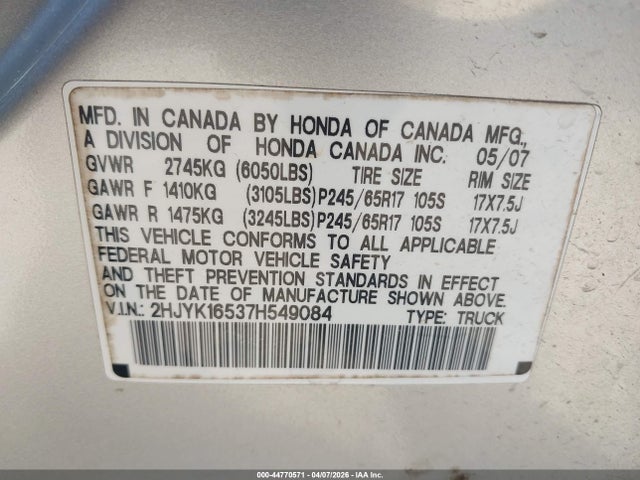 MFD. IN CANADA BY HONDA OF CANADA MFG.,
A DIVISION OF HONDA CANADA INC. 05/07
GVWR 2745KG (6050LBS) TIRE SIZE RIM SIZE
GAWR F 1410KG (3105LBS) P245/65R17 105S 17X7.5J
GAWR R 1475KG (3245LBS) P245/65R17 105S 17X7.5J
THIS VEHICLE CONFORMS TO ALL APPLICABLE
FEDERAL MOTOR VEHICLE SAFETY
AND THEFT PREVENTION STANDARDS IN EFFECT
ON THE DATE OF MANUFACTURE SHOWN ABOVE.
V.I.N.: 2HJYK16537H549084 TYPE: TRUCK
000-44770571 - 04/07/2026 - IAA Inc.